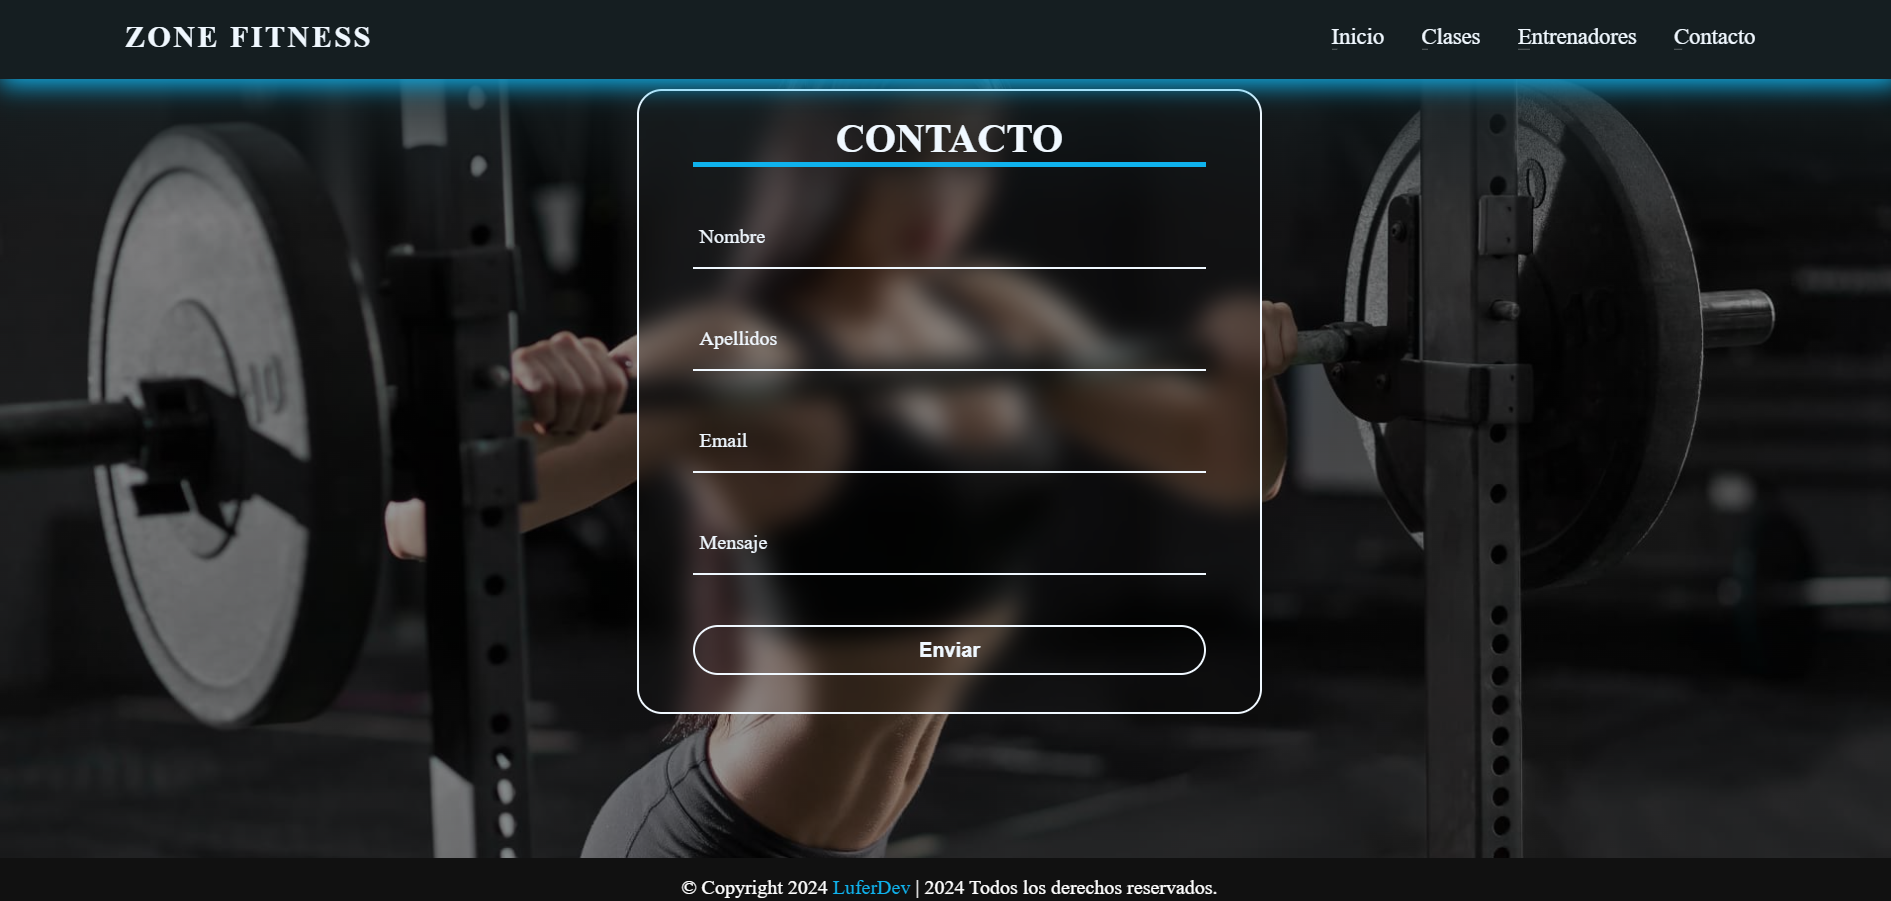 ZONE FITNESS
Inicio Clases Entrenadores Contacto
CONTACTO
Nombre
Apellidos
Email
Mensaje
Enviar
10
© Copyright 2024 LuferDev | 2024 Todos los derechos reservados.